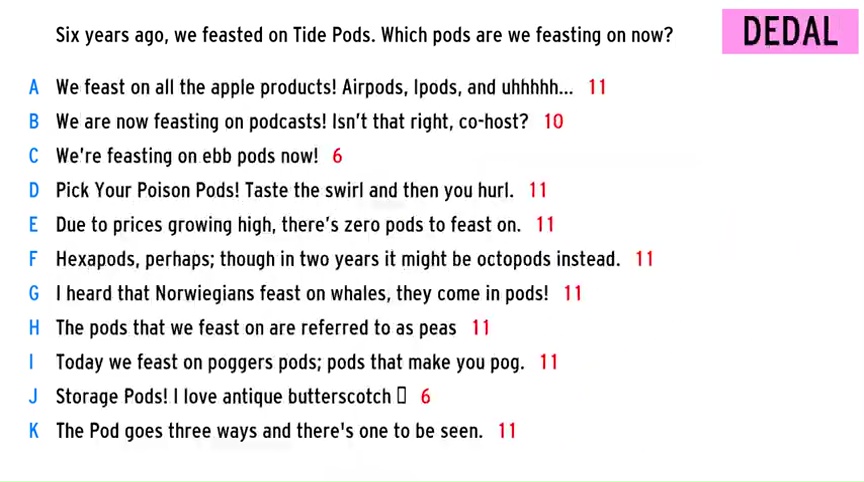 Six years ago, we feasted on Tide Pods. Which pods are we feasting on now?
DEDAL
A We feast on all the apple products! Airpods, Ipods, and uhhhhh... 11
B We are now feasting on podcasts! Isn't that right, co-host? 10
C We're feasting on ebb pods now! 6
D Pick Your Poison Pods! Taste the swirl and then you hurl. 11
E Due to prices growing high, there's zero pods to feast on. 11
F Hexapods, perhaps; though in two years it might be octopods instead. 11
G I heard that Norwiegians feast on whales, they come in pods! 11
H The pods that we feast on are referred to as peas 11
I Today we feast on poggers pods; pods that make you pog. 11
J Storage Pods! I love antique butterscotch 6
K The Pod goes three ways and there's one to be seen. 11